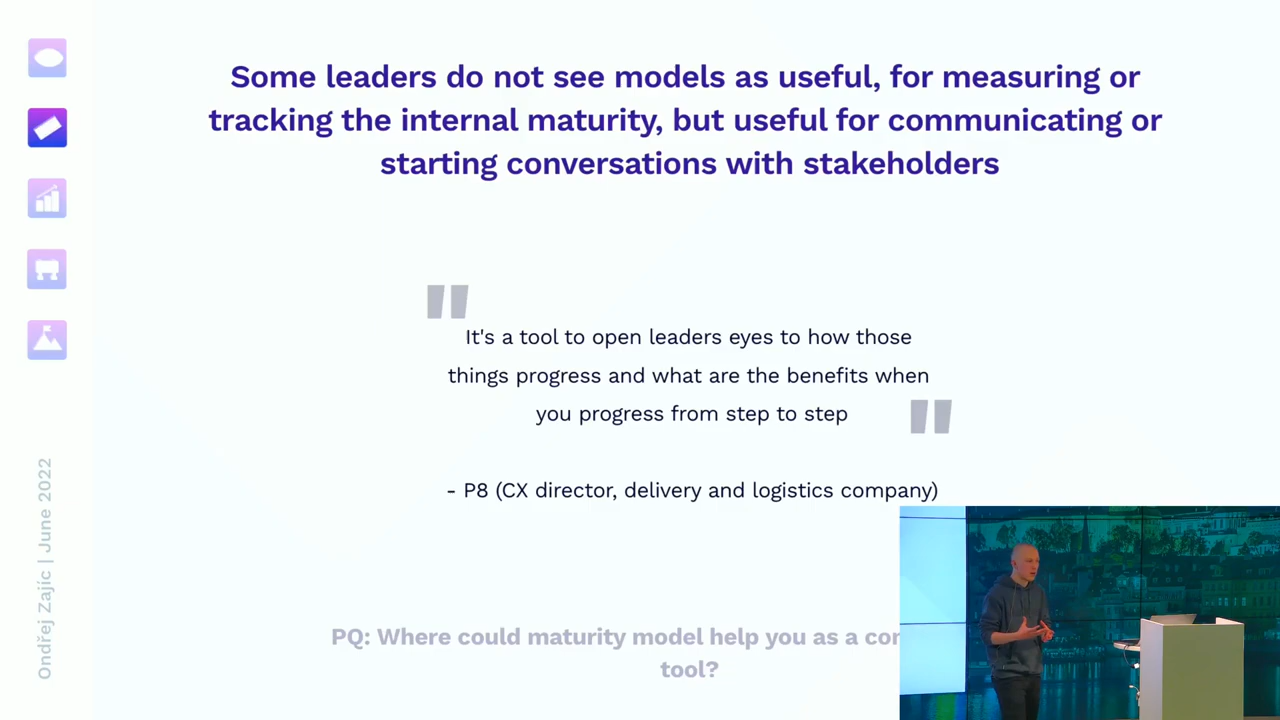 Some leaders do not see models as useful, for measuring or
tracking the internal maturity, but useful for communicating or
starting conversations with stakeholders
"
It's a tool to open leaders eyes to how those
things progress and what are the benefits when
you progress from step to step
"
- P8 (CX director, delivery and logistics company)
PQ: Where could maturity model help you as a
tool?
Ondřej Zajíc | June 2022